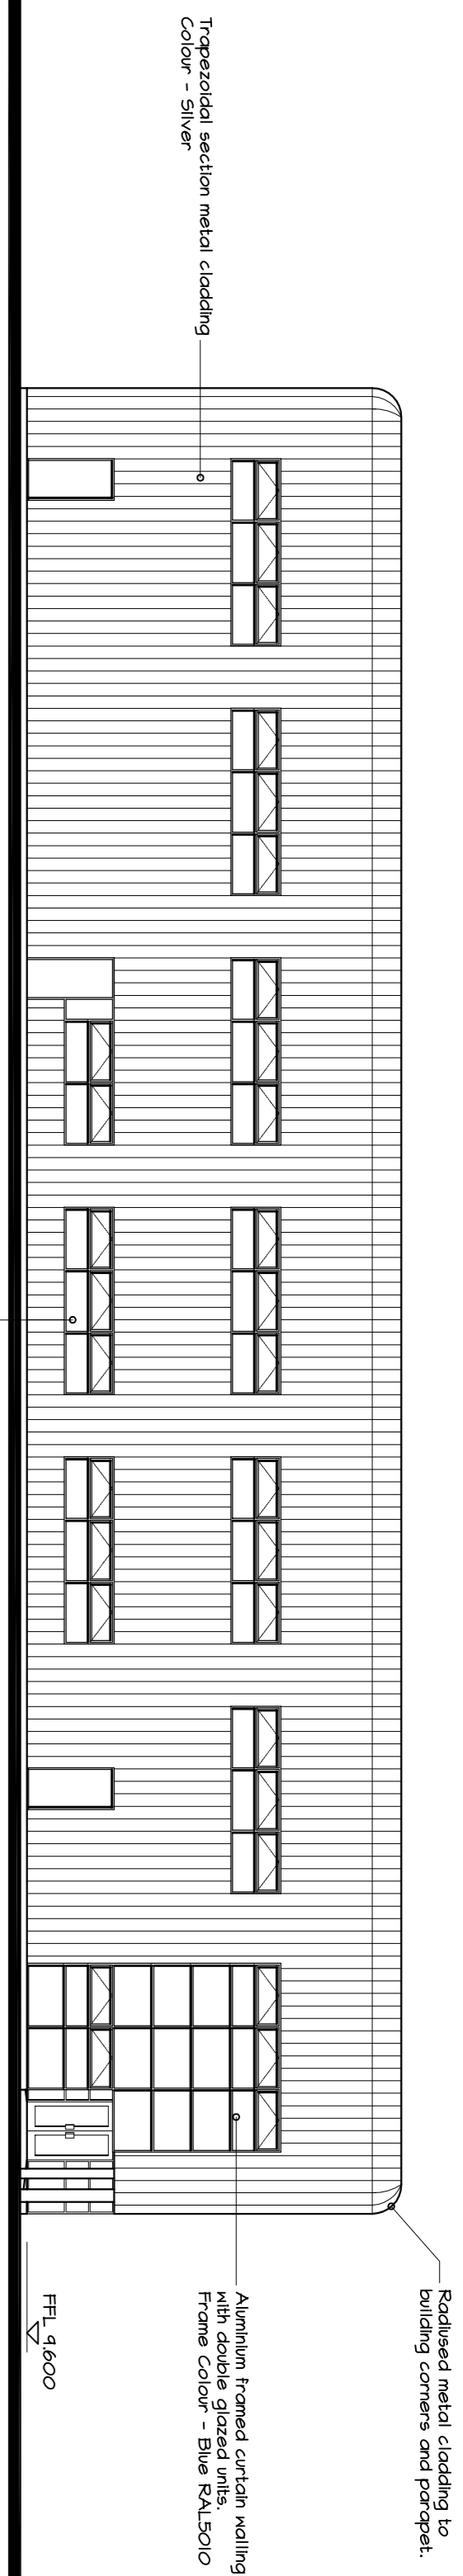 Trapezoidal section metal cladding
Colour - Silver
Radiused metal cladding to
building corners and parapet.
Aluminium framed curtain walling
with double glazed units.
Frame Colour - Blue RAL5010
FFL 9.600